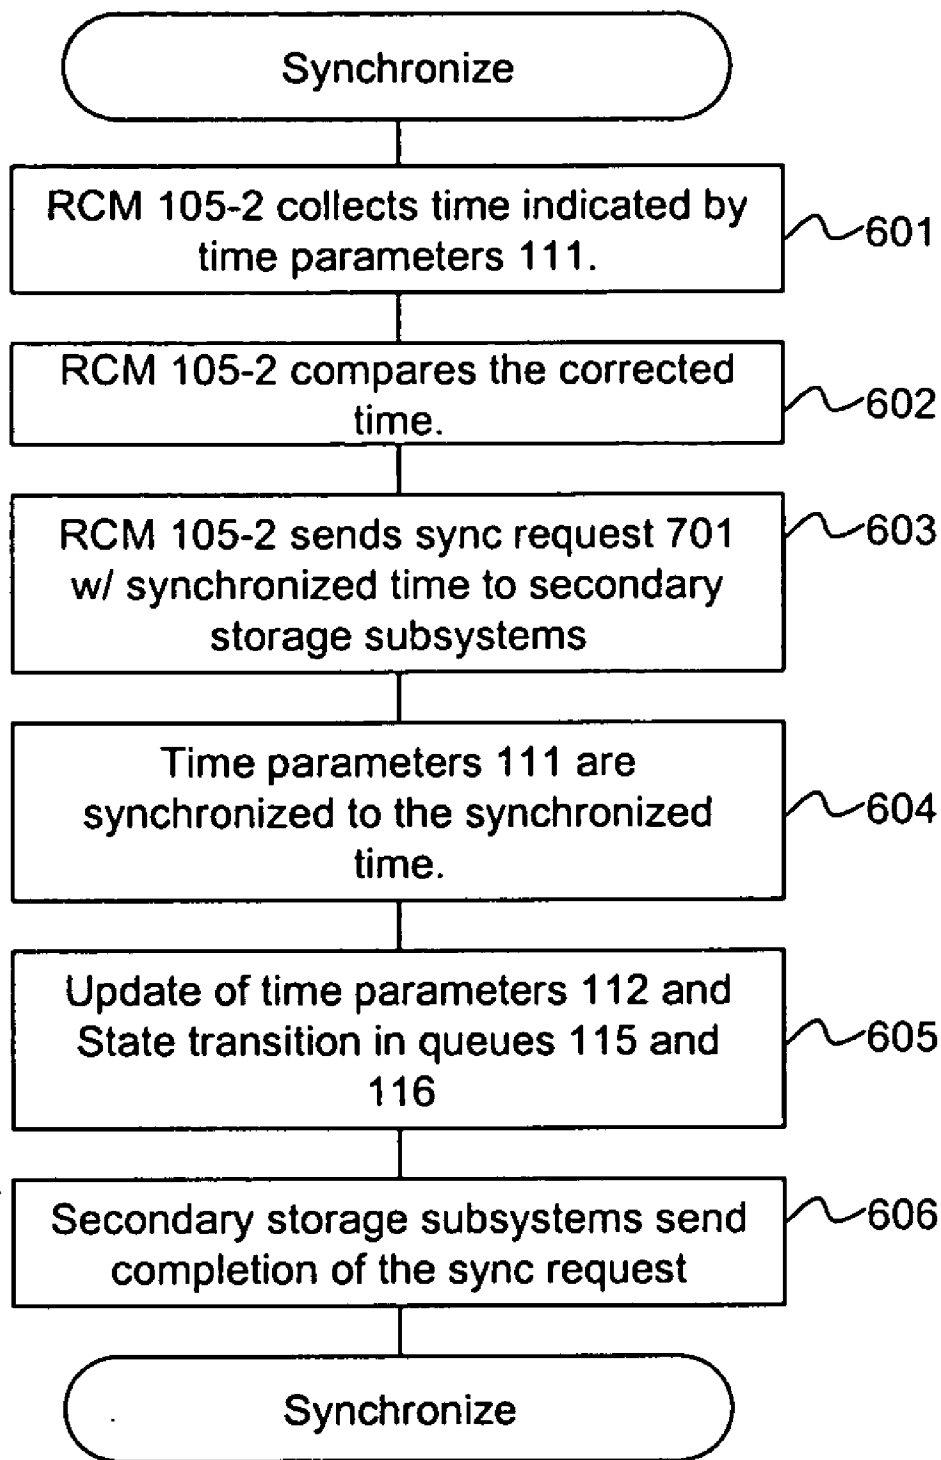 Synchronize
RCM 105-2 collects time indicated by
time parameters 111.
601
RCM 105-2 compares the corrected
time.
602
RCM 105-2 sends sync request 701
w/ synchronized time to secondary
storage subsystems
603
Time parameters 111 are
synchronized to the synchronized
time.
604
Update of time parameters 112 and
State transition in queues 115 and
116
605
Secondary storage subsystems send
completion of the sync request
606
Synchronize